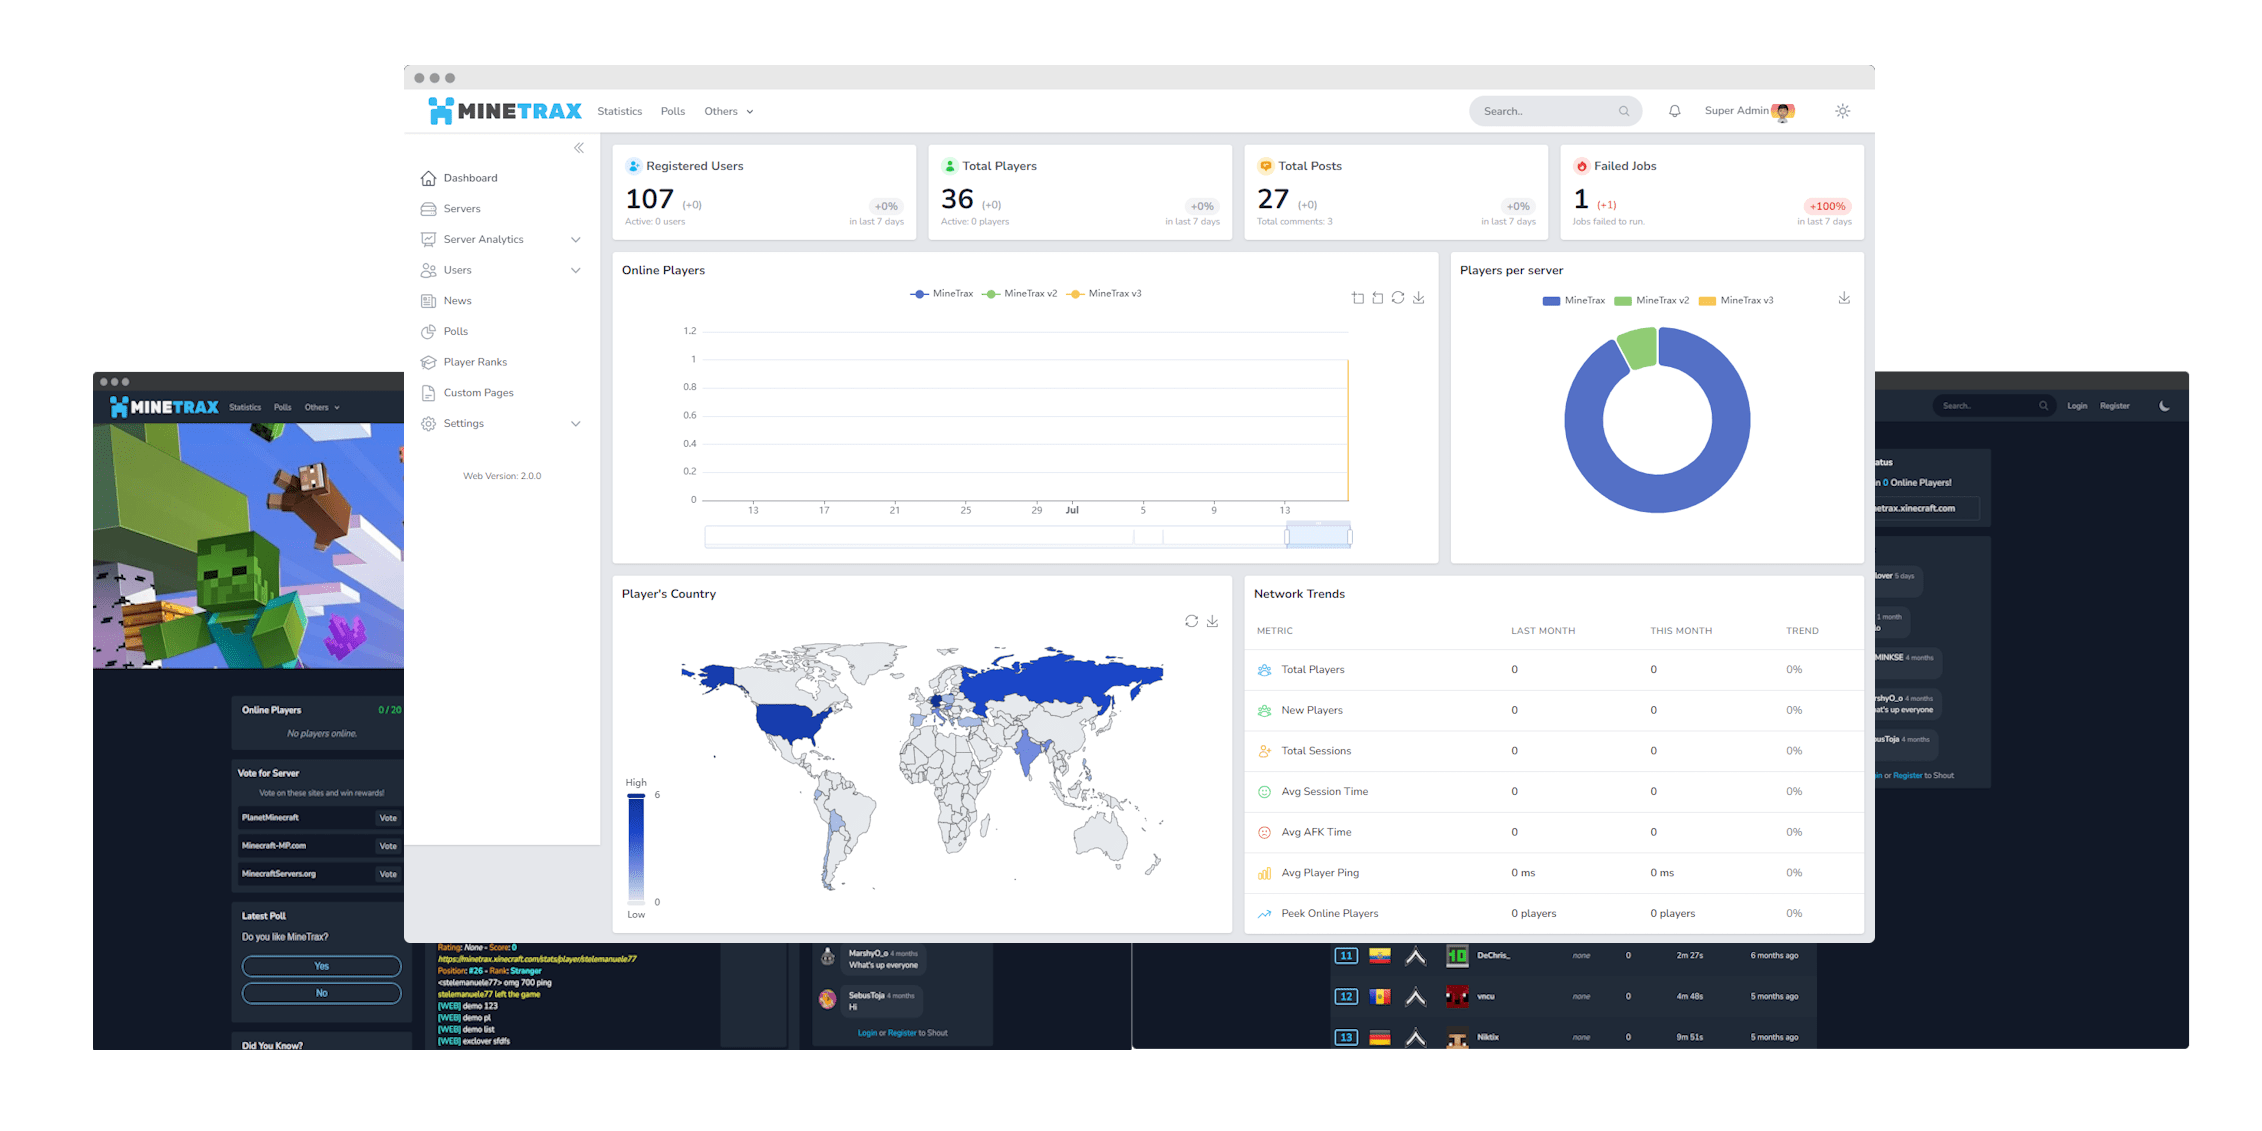 MINETRAX Statistics Polls Others
Search..
Super Admin
Dashboard
Servers
Server Analytics
Users
News
Polls
Player Ranks
Custom Pages
Settings
Web Version: 2.0.0
Registered Users
107 (+0) +0%
Active: 0 users in last 7 days
Total Players
36 (+0) +0%
Active: 0 players in last 7 days
Total Posts
27 (+0) +0%
Total comments: 3 in last 7 days
Failed Jobs
1 (+1) +100%
Jobs failed to run. in last 7 days
Online Players
MineTrax MineTrax v2 MineTrax v3
1.2
1
0.8
0.6
0.4
0.2
0
13 17 21 25 29 Jul 5 9 13
Players per server
MineTrax MineTrax v2 MineTrax v3
Player's Country
High
6
0
Low
Network Trends
METRIC LAST MONTH THIS MONTH TREND
Total Players 0 0 0%
New Players 0 0 0%
Total Sessions 0 0 0%
Avg Session Time 0 0 0%
Avg AFK Time 0 0 0%
Avg Player Ping 0 ms 0 ms 0%
Peek Online Players 0 players 0 players 0%
MINETRAX Statistics Polls Others
Online Players 0 / 20
No players online.
Vote for Server
Vote on these sites and win rewards!
PlanetMinecraft Vote
Minecraft-MP.com Vote
MinecraftServers.org Vote
Latest Poll
Do you like MineTrax?
Yes
No
Did You Know?
Rating: None - Score: 0
https://minetrax.xinecraft.com/stats/player/stelemanuele77
Position: #26 - Rank: Stranger
<stelemanuele77> omg 700 ping
stelemanuele77 left the game
[WEB] demo 123
[WEB] demo pl
[WEB] demo list
[WEB] exclover sfdfs
MarshyO_o 4 months
What's up everyone
SebusToja 4 months
Hi
Login or Register to Shout
Search..
Login Register
atus
n 0 Online Players!
netrax.xinecraft.com
lover 5 days
1 month
lo
MINKSE 4 months
rshyO_o 4 months
at's up everyone
busToja 4 months
in or Register to Shout
11 DeChris_ none 0 2m 27s 6 months ago
12 vncu none 0 4m 48s 5 months ago
13 Niktix none 0 9m 51s 5 months ago